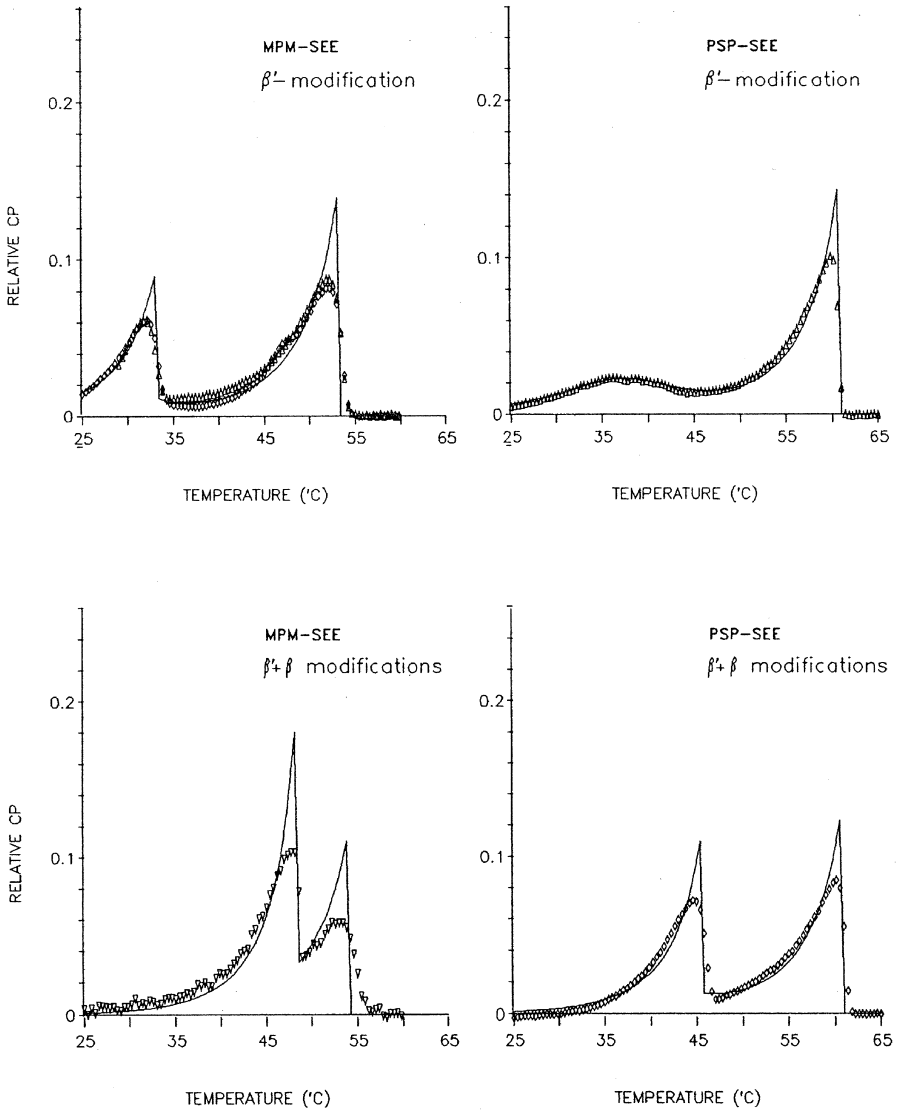 MPM-SEE
β'- modification
0.2
0.1
0
RELATIVE CP
25 35 45 55 65
TEMPERATURE ('C)
PSP-SEE
β'- modification
0.2
0.1
0
25 35 45 55 65
TEMPERATURE ('C)
MPM-SEE
β'+ β modifications
0.2
0.1
0
RELATIVE CP
25 35 45 55 65
TEMPERATURE ('C)
PSP-SEE
β'+ β modifications
0.2
0.1
0
25 35 45 55 65
TEMPERATURE ('C)